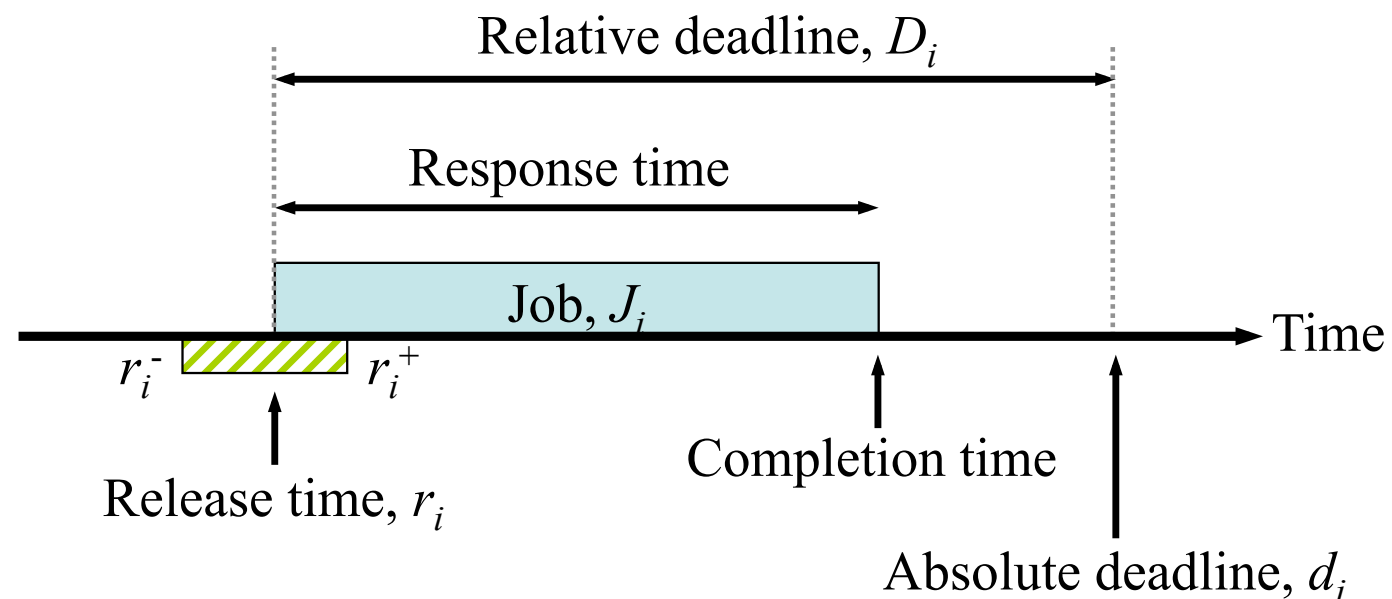 Relative deadline, Dᵢ
Response time
Job, Jᵢ
Time
rᵢ⁻
rᵢ⁺
Completion time
Release time, rᵢ
Absolute deadline, dᵢ